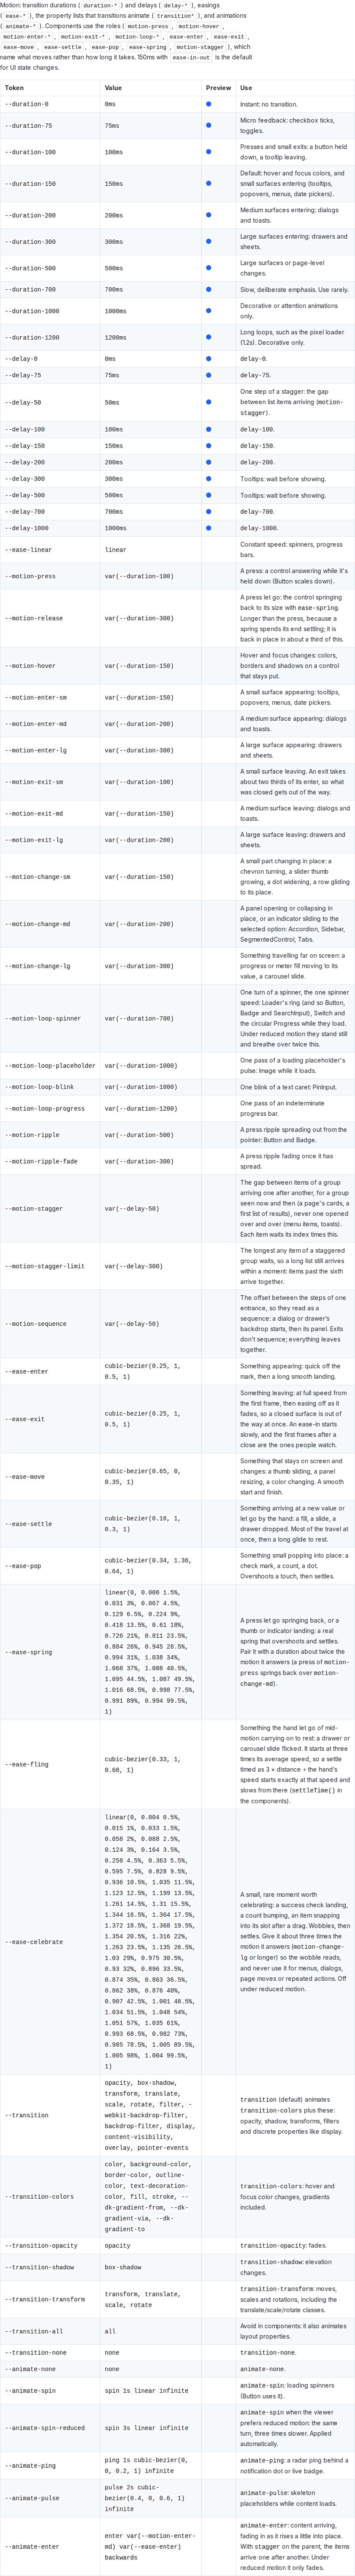 Motion: transition durations ( duration-* ) and delays ( delay-* ), easings
( ease-* ), the property lists that transitions animate ( transition* ), and animations
( animate-* ). Components use the roles ( motion-press , motion-hover ,
motion-enter-* , motion-exit-* , motion-loop-* , ease-enter , ease-exit ,
ease-move , ease-settle , ease-pop , ease-spring , motion-stagger ), which
name what moves rather than how long it takes. 150ms with ease-in-out is the default
for UI state changes.
Token Value Preview Use
--duration-0 0ms Instant: no transition.
--duration-75 75ms Micro feedback: checkbox ticks,
toggles.
--duration-100 100ms Presses and small exits: a button held
down, a tooltip leaving.
--duration-150 150ms Default: hover and focus colors, and
small surfaces entering (tooltips,
popovers, menus, date pickers).
--duration-200 200ms Medium surfaces entering: dialogs
and toasts.
--duration-300 300ms Large surfaces entering: drawers and
sheets.
--duration-500 500ms Large surfaces or page-level
changes.
--duration-700 700ms Slow, deliberate emphasis. Use rarely.
--duration-1000 1000ms Decorative or attention animations
only.
--duration-1200 1200ms Long loops, such as the pixel loader
(1.2s). Decorative only.
--delay-0 0ms delay-0.
--delay-75 75ms delay-75.
--delay-50 50ms One step of a stagger: the gap
between list items arriving (motion-
stagger).
--delay-100 100ms delay-100.
--delay-150 150ms delay-150.
--delay-200 200ms delay-200.
--delay-300 300ms Tooltips: wait before showing.
--delay-500 500ms Tooltips: wait before showing.
--delay-700 700ms delay-700.
--delay-1000 1000ms delay-1000.
--ease-linear linear Constant speed: spinners, progress
bars.
--motion-press var(--duration-100) A press: a control answering while it's
held down (Button scales down).
--motion-release var(--duration-300) A press let go: the control springing
back to its size with ease-spring.
Longer than the press, because a
spring spends its end settling; it is
back in place in about a third of this.
--motion-hover var(--duration-150) Hover and focus changes: colors,
borders and shadows on a control
that stays put.
--motion-enter-sm var(--duration-150) A small surface appearing: tooltips,
popovers, menus, date pickers.
--motion-enter-md var(--duration-200) A medium surface appearing: dialogs
and toasts.
--motion-enter-lg var(--duration-300) A large surface appearing: drawers
and sheets.
--motion-exit-sm var(--duration-100) A small surface leaving. An exit takes
about two thirds of its enter, so what
was closed gets out of the way.
--motion-exit-md var(--duration-150) A medium surface leaving: dialogs and
toasts.
--motion-exit-lg var(--duration-200) A large surface leaving: drawers and
sheets.
--motion-change-sm var(--duration-150) A small part changing in place: a
chevron turning, a slider thumb
growing, a dot widening, a row gliding
to its place.
--motion-change-md var(--duration-200) A panel opening or collapsing in
place, or an indicator sliding to the
selected option: Accordion, Sidebar,
SegmentedControl, Tabs.
--motion-change-lg var(--duration-300) Something travelling far on screen: a
progress or meter fill moving to its
value, a carousel slide.
--motion-loop-spinner var(--duration-700) One turn of a spinner, the one spinner
speed: Loader's ring (and so Button,
Badge and SearchInput), Switch and
the circular Progress while they load.
Under reduced motion they stand still
and breathe over twice this.
--motion-loop-placeholder var(--duration-1000) One pass of a loading placeholder's
pulse: Image while it loads.
--motion-loop-blink var(--duration-1000) One blink of a text caret: PinInput.
--motion-loop-progress var(--duration-1200) One pass of an indeterminate
progress bar.
--motion-ripple var(--duration-500) A press ripple spreading out from the
pointer: Button and Badge.
--motion-ripple-fade var(--duration-300) A press ripple fading once it has
spread.
--motion-stagger var(--delay-50) The gap between items of a group
arriving one after another, for a group
seen now and then (a page's cards, a
first list of results), never one opened
over and over (menu items, toasts).
Each item waits its index times this.
--motion-stagger-limit var(--delay-300) The longest any item of a staggered
group waits, so a long list still arrives
within a moment: items past the sixth
arrive together.
--motion-sequence var(--delay-50) The offset between the steps of one
entrance, so they read as a
sequence: a dialog or drawer's
backdrop starts, then its panel. Exits
don't sequence; everything leaves
together.
--ease-enter cubic-bezier(0.25, 1,
0.5, 1) Something appearing: quick off the
mark, then a long smooth landing.
--ease-exit cubic-bezier(0.25, 1,
0.5, 1) Something leaving: at full speed from
the first frame, then easing off as it
fades, so a closed surface is out of
the way at once. An ease-in starts
slowly, and the first frames after a
close are the ones people watch.
--ease-move cubic-bezier(0.65, 0,
0.35, 1) Something that stays on screen and
changes: a thumb sliding, a panel
resizing, a color changing. A smooth
start and finish.
--ease-settle cubic-bezier(0.16, 1,
0.3, 1) Something arriving at a new value or
let go by the hand: a fill, a slide, a
drawer dropped. Most of the travel at
once, then a long glide to rest.
--ease-pop cubic-bezier(0.34, 1.36,
0.64, 1) Something small popping into place: a
check mark, a count, a dot.
Overshoots a touch, then settles.
--ease-spring linear(0, 0.008 1.5%,
0.031 3%, 0.067 4.5%,
0.129 6.5%, 0.224 9%,
0.418 13.5%, 0.61 18%,
0.726 21%, 0.811 23.5%,
0.884 26%, 0.945 28.5%,
0.994 31%, 1.038 34%,
1.068 37%, 1.088 40.5%,
1.095 44.5%, 1.087 49.5%,
1.016 68.5%, 0.998 77.5%,
0.991 89%, 0.994 99.5%,
1) A press let go springing back, or a
thumb or indicator landing: a real
spring that overshoots and settles.
Pair it with a duration about twice the
motion it answers (a press of motion-
press springs back over motion-
change-md).
--ease-fling cubic-bezier(0.33, 1,
0.68, 1) Something the hand let go of mid-
motion carrying on to rest: a drawer or
carousel slide flicked. It starts at three
times its average speed, so a settle
timed as 3 × distance ÷ the hand's
speed starts exactly at that speed and
slows from there (settleTime() in
the components).
--ease-celebrate linear(0, 0.004 0.5%,
0.015 1%, 0.033 1.5%,
0.058 2%, 0.088 2.5%,
0.124 3%, 0.164 3.5%,
0.258 4.5%, 0.363 5.5%,
0.595 7.5%, 0.828 9.5%,
0.936 10.5%, 1.035 11.5%,
1.123 12.5%, 1.199 13.5%,
1.261 14.5%, 1.31 15.5%,
1.344 16.5%, 1.364 17.5%,
1.372 18.5%, 1.368 19.5%,
1.354 20.5%, 1.316 22%,
1.263 23.5%, 1.135 26.5%,
1.03 29%, 0.975 30.5%,
0.93 32%, 0.896 33.5%,
0.874 35%, 0.863 36.5%,
0.862 38%, 0.876 40%,
0.907 42.5%, 1.001 48.5%,
1.034 51.5%, 1.048 54%,
1.051 57%, 1.035 61%,
0.993 68.5%, 0.982 73%,
0.985 78.5%, 1.005 89.5%,
1.005 98%, 1.004 99.5%,
1) A small, rare moment worth
celebrating: a success check landing,
a count bumping, an item snapping
into its slot after a drag. Wobbles, then
settles. Give it about three times the
motion it answers (motion-change-
lg or longer) so the wobble reads,
and never use it for menus, dialogs,
page moves or repeated actions. Off
under reduced motion.
--transition opacity, box-shadow,
transform, translate,
scale, rotate, filter, -
webkit-backdrop-filter,
backdrop-filter, display,
content-visibility,
overlay, pointer-events transition (default) animates
transition-colors plus these:
opacity, shadow, transforms, filters
and discrete properties like display.
--transition-colors color, background-color,
border-color, outline-
color, text-decoration-
color, fill, stroke, --
dk-gradient-from, --dk-
gradient-via, --dk-
gradient-to transition-colors: hover and
focus color changes, gradients
included.
--transition-opacity opacity transition-opacity: fades.
--transition-shadow box-shadow transition-shadow: elevation
changes.
--transition-transform transform, translate,
scale, rotate transition-transform: moves,
scales and rotations, including the
translate/scale/rotate classes.
--transition-all all Avoid in components: it also animates
layout properties.
--transition-none none transition-none.
--animate-none none animate-none.
--animate-spin spin 1s linear infinite animate-spin: loading spinners
(Button uses it).
--animate-spin-reduced spin 3s linear infinite animate-spin when the viewer
prefers reduced motion: the same
turn, three times slower. Applied
automatically.
--animate-ping ping 1s cubic-bezier(0,
0, 0.2, 1) infinite animate-ping: a radar ping behind a
notification dot or live badge.
--animate-pulse pulse 2s cubic-
bezier(0.4, 0, 0.6, 1)
infinite animate-pulse: skeleton
placeholders while content loads.
--animate-enter enter var(--motion-enter-
md) var(--ease-enter)
backwards animate-enter: content arriving,
fading in as it rises a little into place.
With stagger on the parent, the items
arrive one after another. Under
reduced motion it only fades.